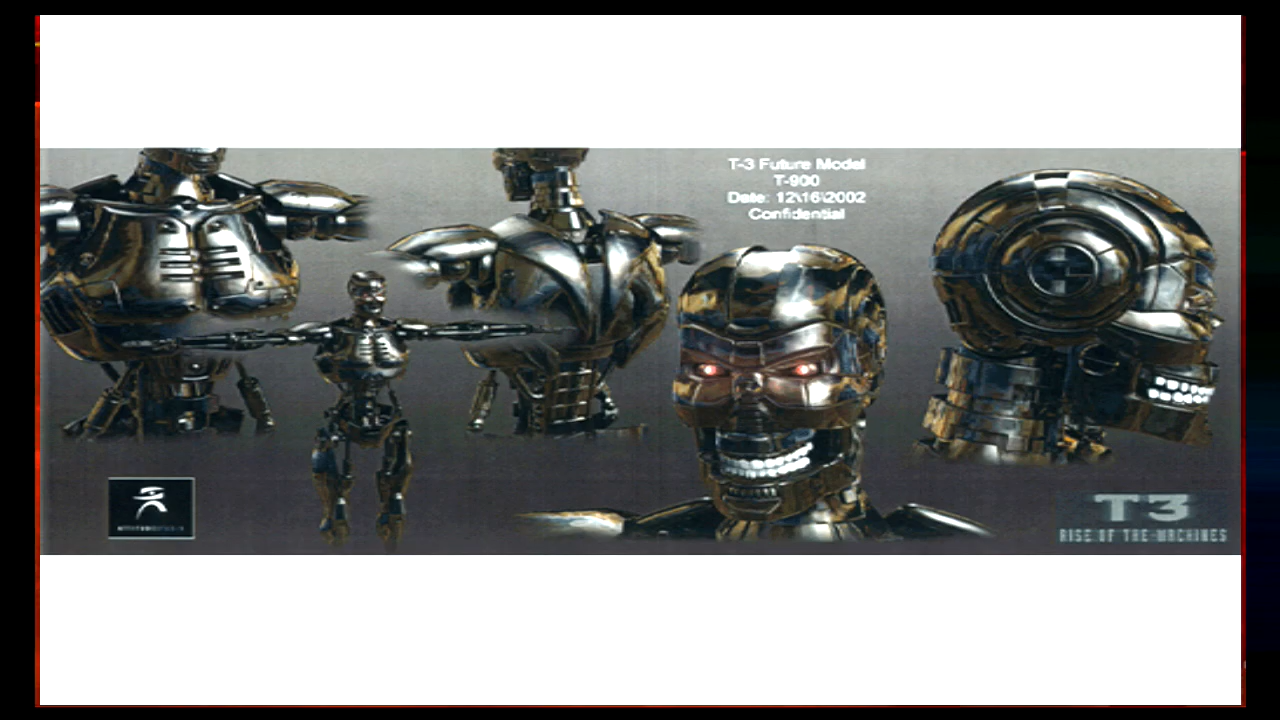 T-3 Future Model
T-900
Date: 12\16\2002
Confidential
T3
RISE OF THE MACHINES